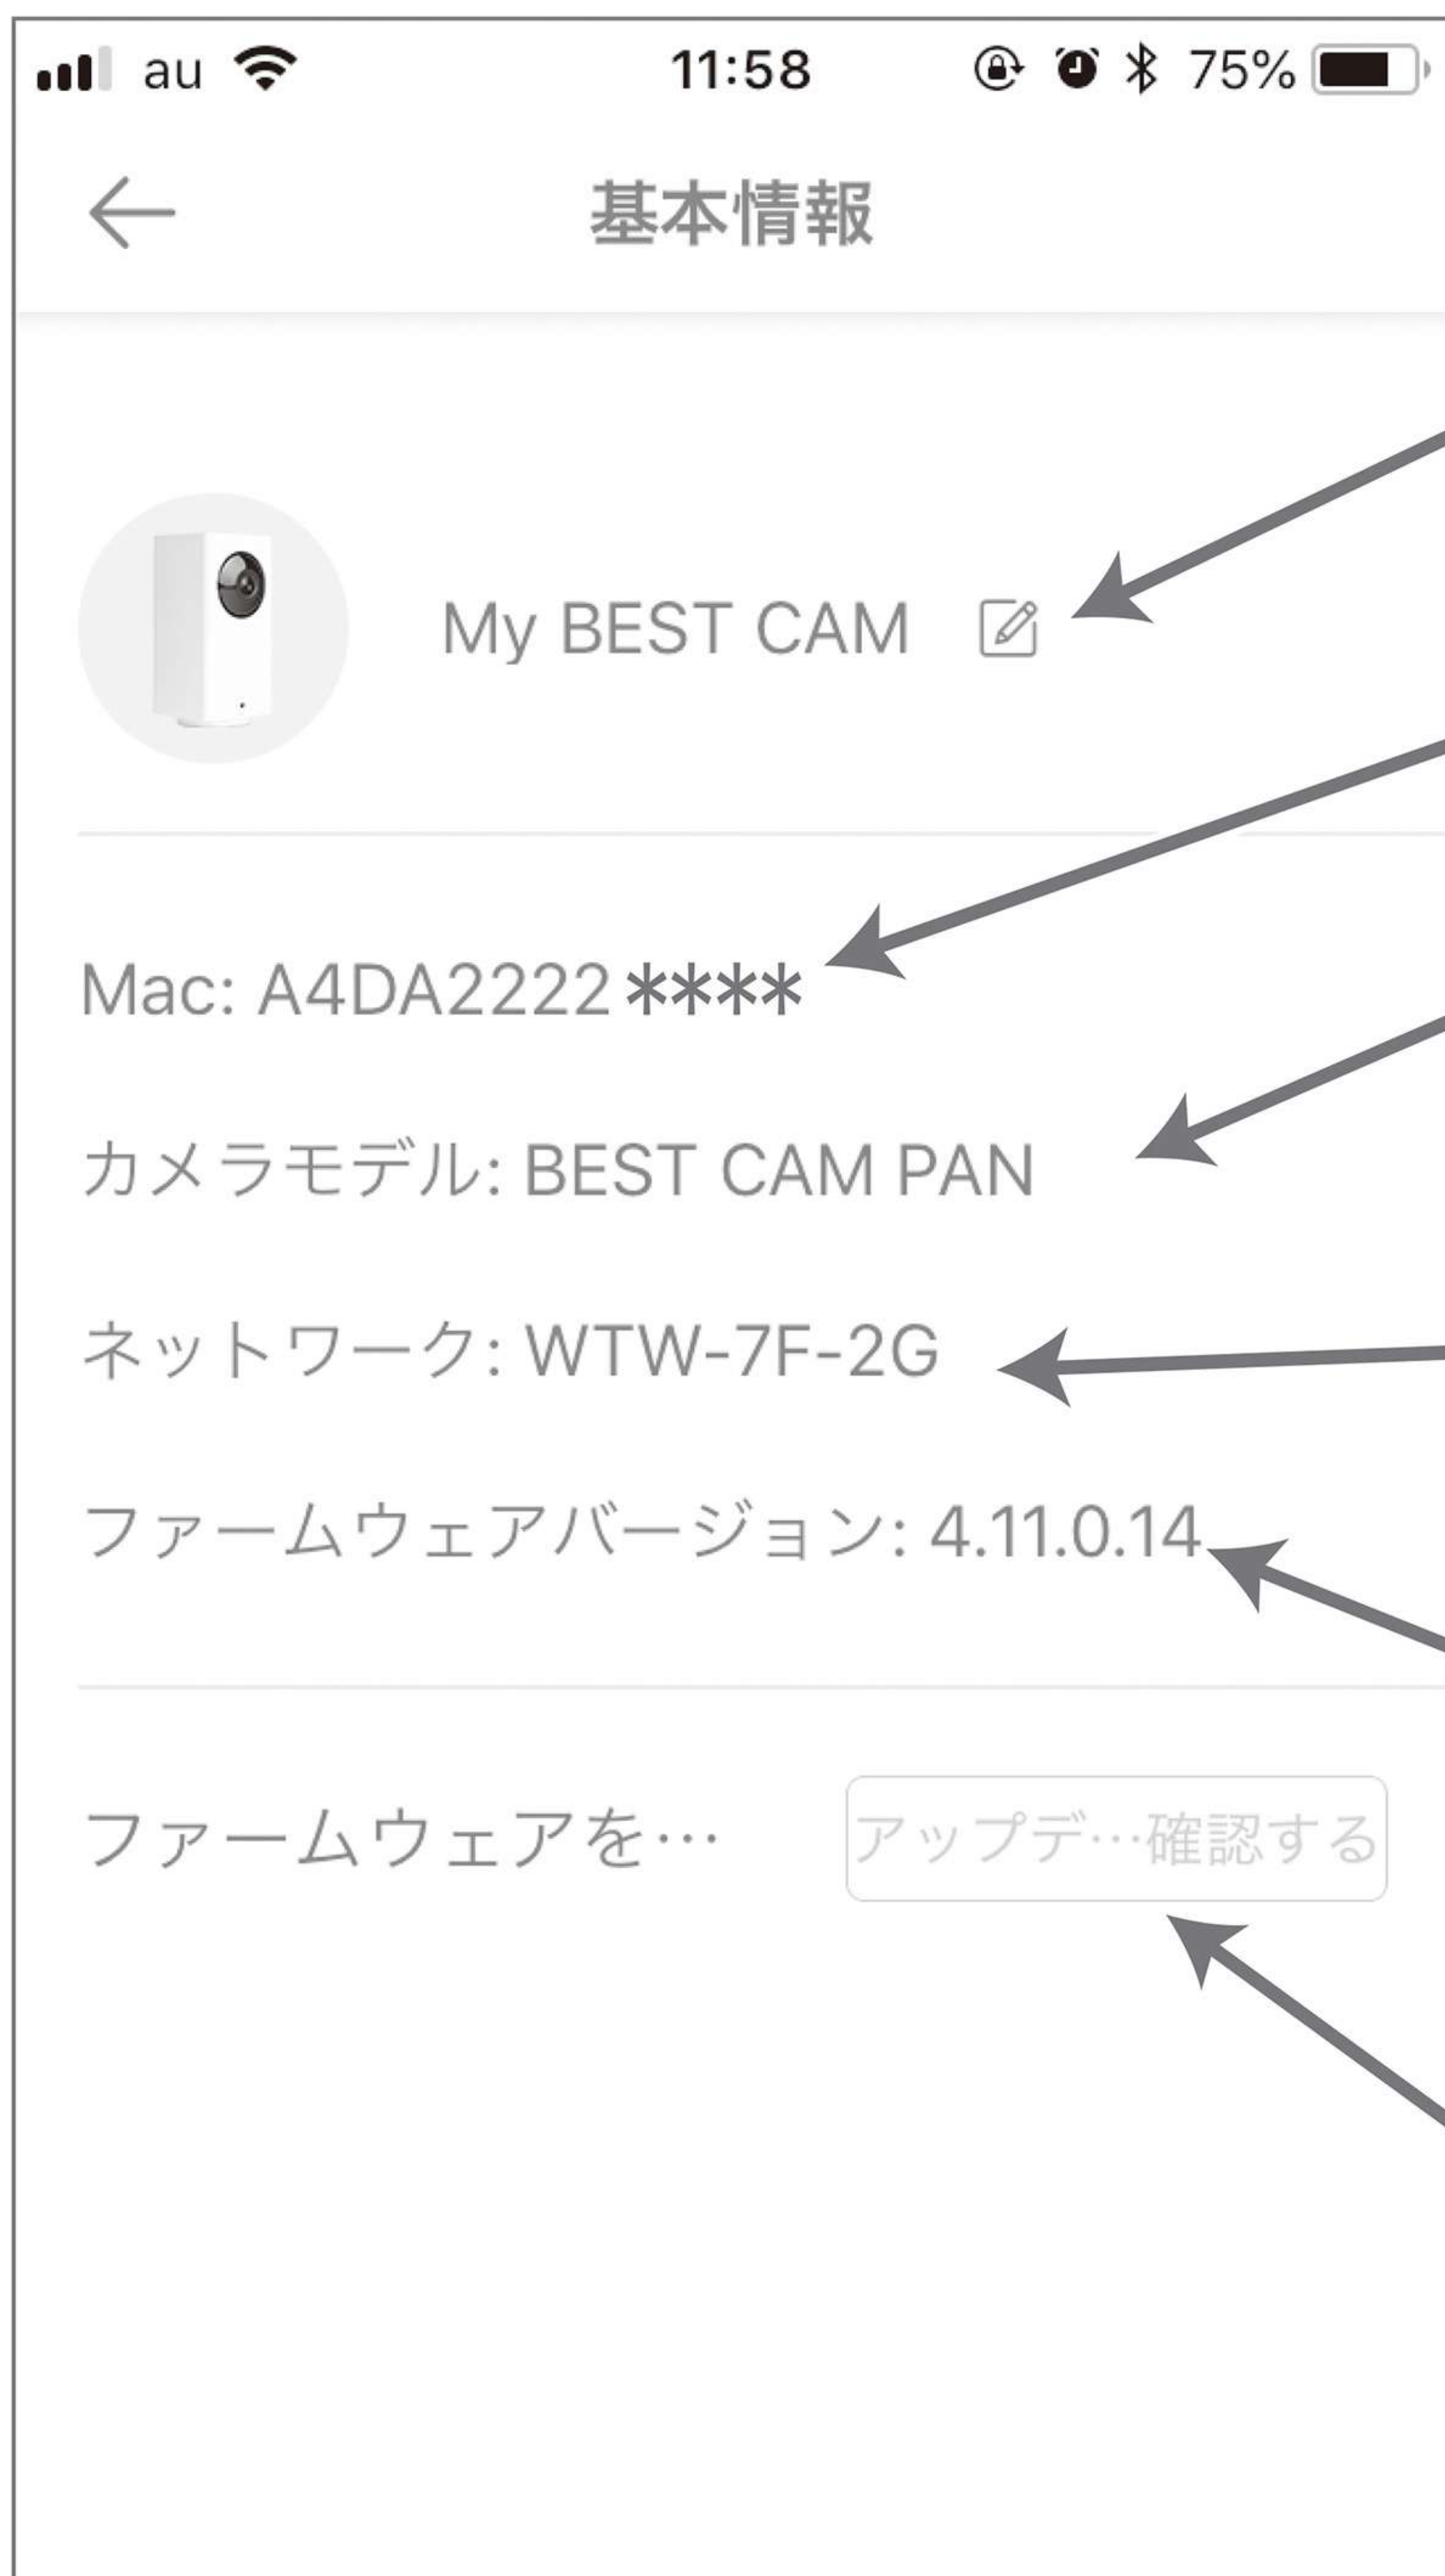 au 11:58 75%
基本情報
My BEST CAM
Mac: A4DA2222****
カメラモデル: BEST CAM PAN
ネットワーク: WTW-7F-2G
ファームウェアバージョン: 4.11.0.14
ファームウェアを… アップデ…確認する